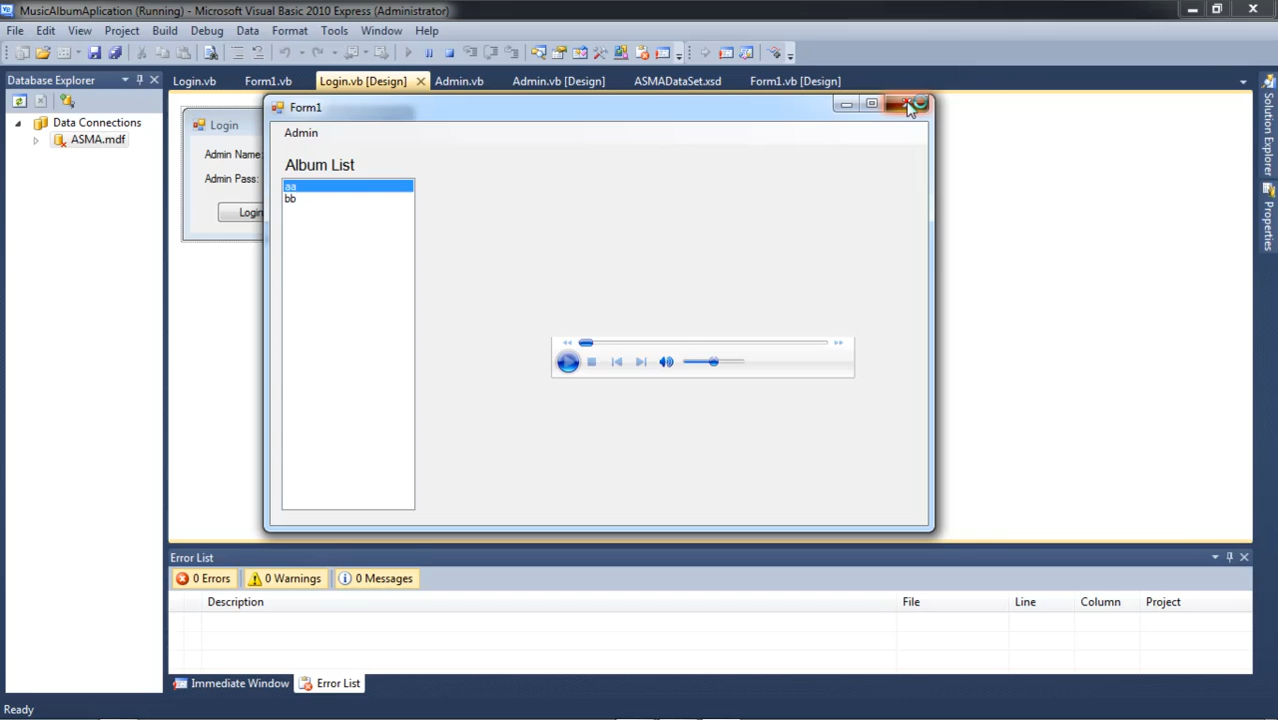 MusicAlbumAplication (Running) - Microsoft Visual Basic 2010 Express (Administrator)
File Edit View Project Build Debug Data Format Tools Window Help
Database Explorer
Login.vb Form1.vb Login.vb [Design] Admin.vb Admin.vb [Design] ASMADataSet.xsd Form1.vb [Design]
Data Connections
ASMA.mdf
Login
Admin Name:
Admin Pass:
Login
Form1
Admin
Album List
aa
bb
Solution Explorer
Properties
Error List
0 Errors 0 Warnings 0 Messages
Description File Line Column Project
Immediate Window Error List
Ready